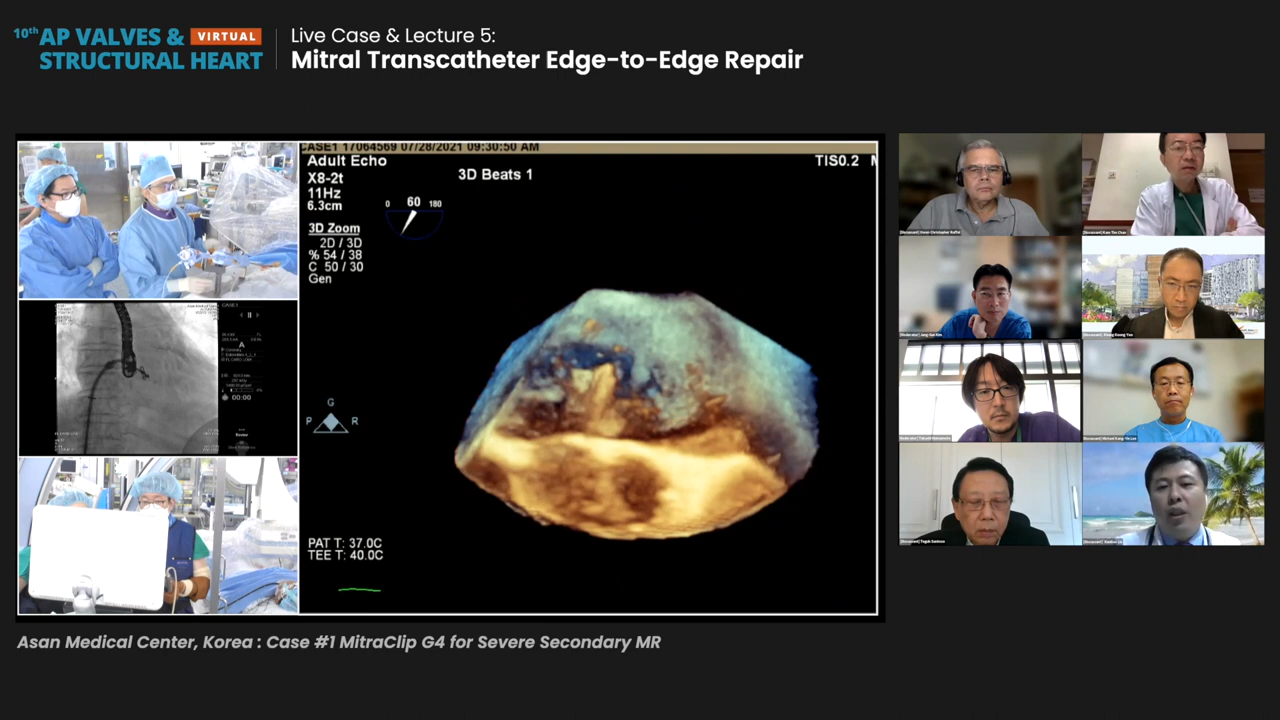 10th AP VALVES & VIRTUAL
STRUCTURAL HEART
Live Case & Lecture 5:
Mitral Transcatheter Edge-to-Edge Repair
CASE1 17064569 07/28/2021 09:30:50 AM
Adult Echo
TIS0.2 M
X8-2t
11Hz
6.3cm
3D Beats 1
0 60 180
3D Zoom
2D / 3D
% 54 / 38
C 50 / 30
Gen
G
P R
PAT T: 37.0C
TEE T: 40.0C
A
00:00
Asan Medical Center, Korea : Case #1 MitraClip G4 for Severe Secondary MR